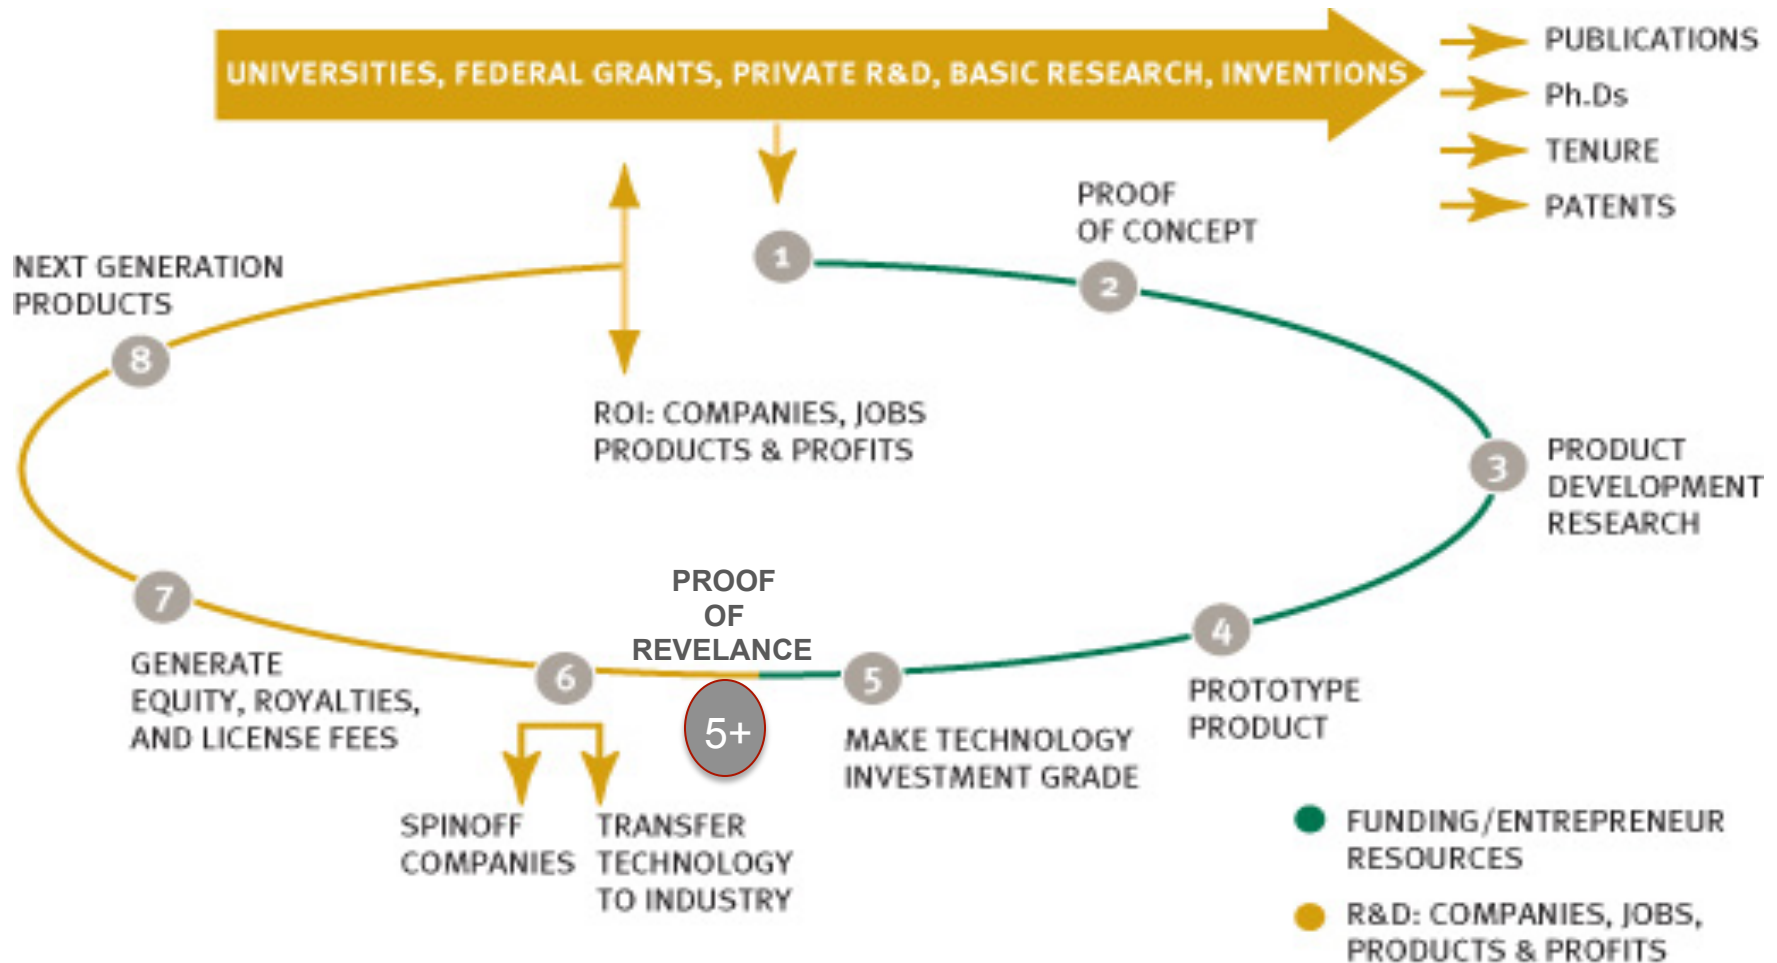 UNIVERSITIES, FEDERAL GRANTS, PRIVATE R&D, BASIC RESEARCH, INVENTIONS
PUBLICATIONS
Ph.Ds
TENURE
PATENTS
1
PROOF
OF CONCEPT
2
PRODUCT
DEVELOPMENT
RESEARCH
3
4
PROTOTYPE
PRODUCT
5
MAKE TECHNOLOGY
INVESTMENT GRADE
PROOF
OF
REVELANCE
5+
6
SPINOFF
COMPANIES
TRANSFER
TECHNOLOGY
TO INDUSTRY
7
GENERATE
EQUITY, ROYALTIES,
AND LICENSE FEES
NEXT GENERATION
PRODUCTS
8
ROI: COMPANIES, JOBS
PRODUCTS & PROFITS
FUNDING/ENTREPRENEUR
RESOURCES
R&D: COMPANIES, JOBS,
PRODUCTS & PROFITS